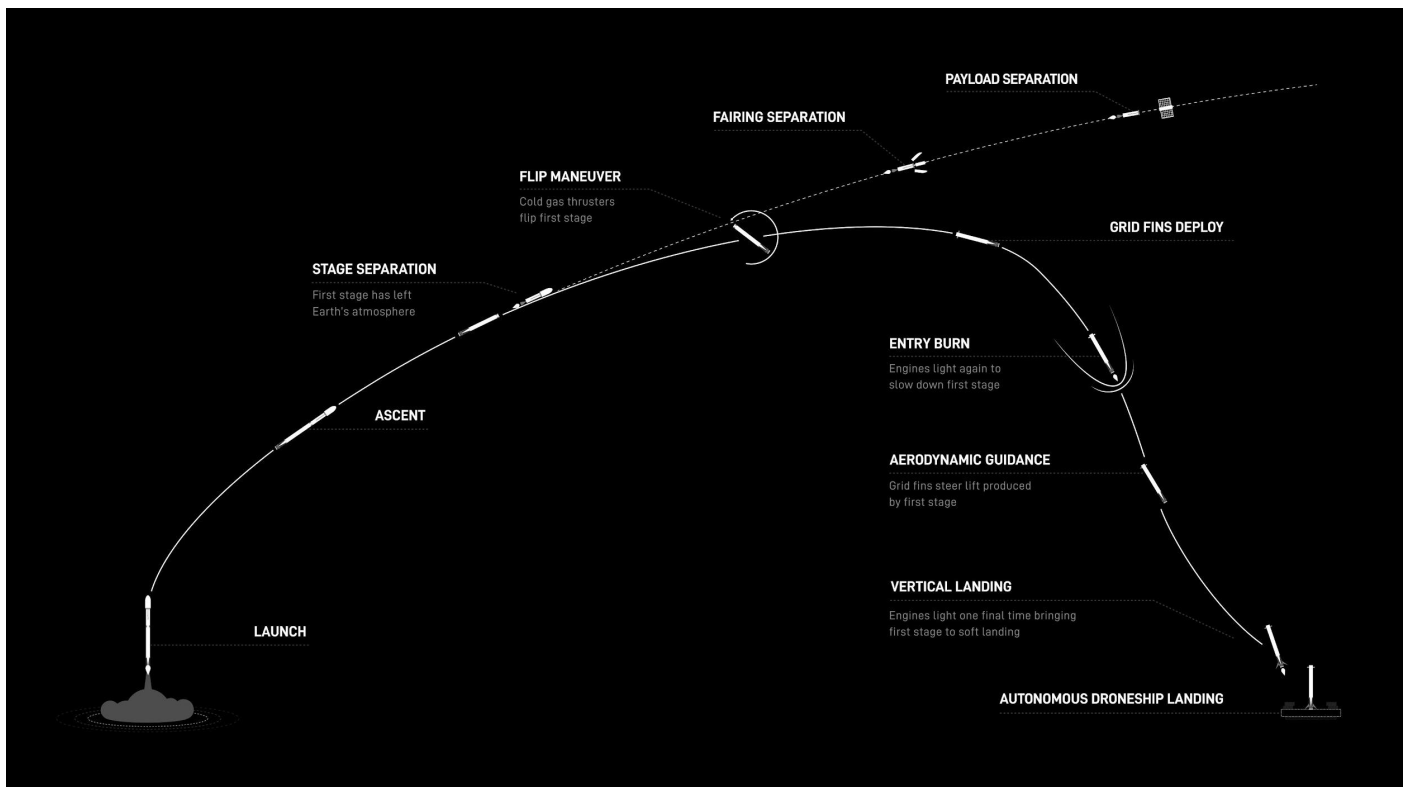 PAYLOAD SEPARATION
FAIRING SEPARATION
FLIP MANEUVER
Cold gas thrusters
flip first stage
GRID FINS DEPLOY
STAGE SEPARATION
First stage has left
Earth's atmosphere
ENTRY BURN
Engines light again to
slow down first stage
ASCENT
AERODYNAMIC GUIDANCE
Grid fins steer lift produced
by first stage
VERTICAL LANDING
Engines light one final time bringing
first stage to soft landing
LAUNCH
AUTONOMOUS DRONESHIP LANDING